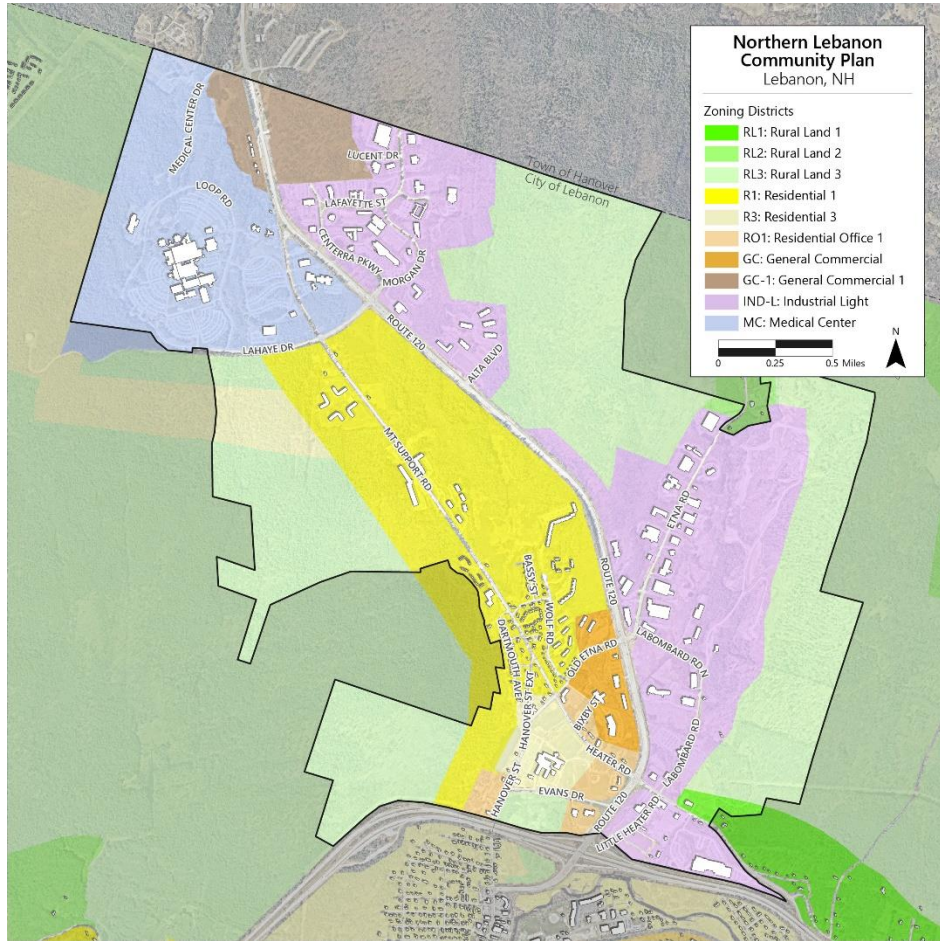 Northern Lebanon
Community Plan
Lebanon, NH
Zoning Districts
RL1: Rural Land 1
RL2: Rural Land 2
RL3: Rural Land 3
R1: Residential 1
R3: Residential 3
RO1: Residential Office 1
GC: General Commercial
GC-1: General Commercial 1
IND-L: Industrial Light
MC: Medical Center
N
0 0.25 0.5 Miles
MEDICAL CENTER DR
LOOP RD
LUCENT DR
Town of Hanover
City of Lebanon
LAFAYETTE ST
CENTERRA PKWY
MORGAN DR
ROUTE 120
LAHAYE DR
ALTA BLVD
MT SUPPORT RD
ETNA RD
ROUTE 120
BASSY ST
WOLF RD
DARTMOUTH AVE
HANOVER ST EXT
OLD ETNA RD
LABOMBARD RD N
BIXBY ST
HEATER RD
LABOMBARD RD
HANOVER ST
EVANS DR
ROUTE 120
LITTLE HEATER RD